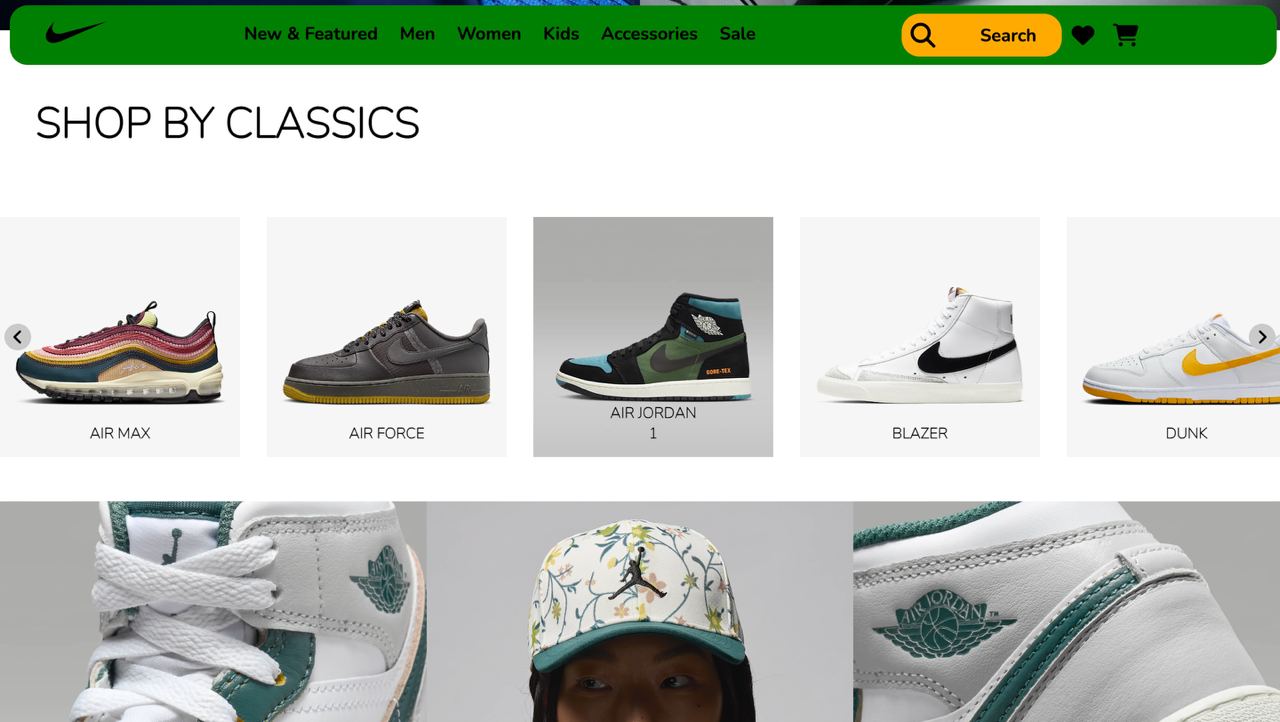 New & Featured
Men
Women
Kids
Accessories
Sale
Search
SHOP BY CLASSICS
GORE-TEX
AIR MAX
AIR FORCE
AIR JORDAN
1
BLAZER
DUNK
AIR JORDAN™